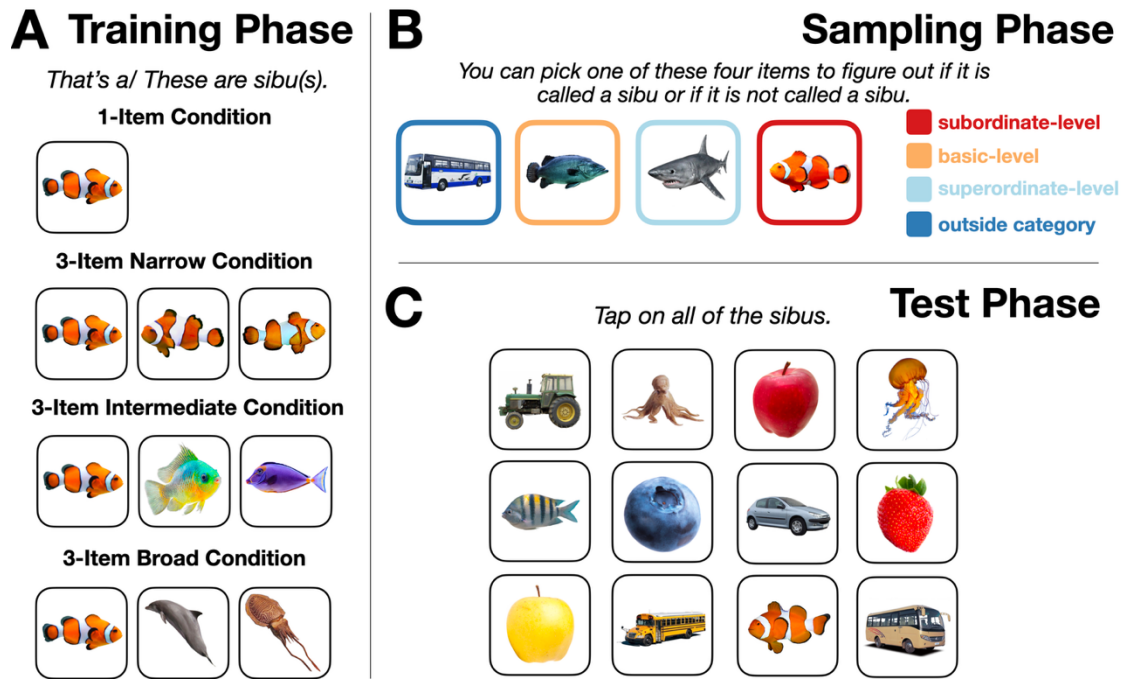 A Training Phase
That's a/ These are sibu(s).
1-Item Condition
3-Item Narrow Condition
3-Item Intermediate Condition
3-Item Broad Condition
B Sampling Phase
You can pick one of these four items to figure out if it is
called a sibu or if it is not called a sibu.
subordinate-level
basic-level
superordinate-level
outside category
C Test Phase
Tap on all of the sibus.